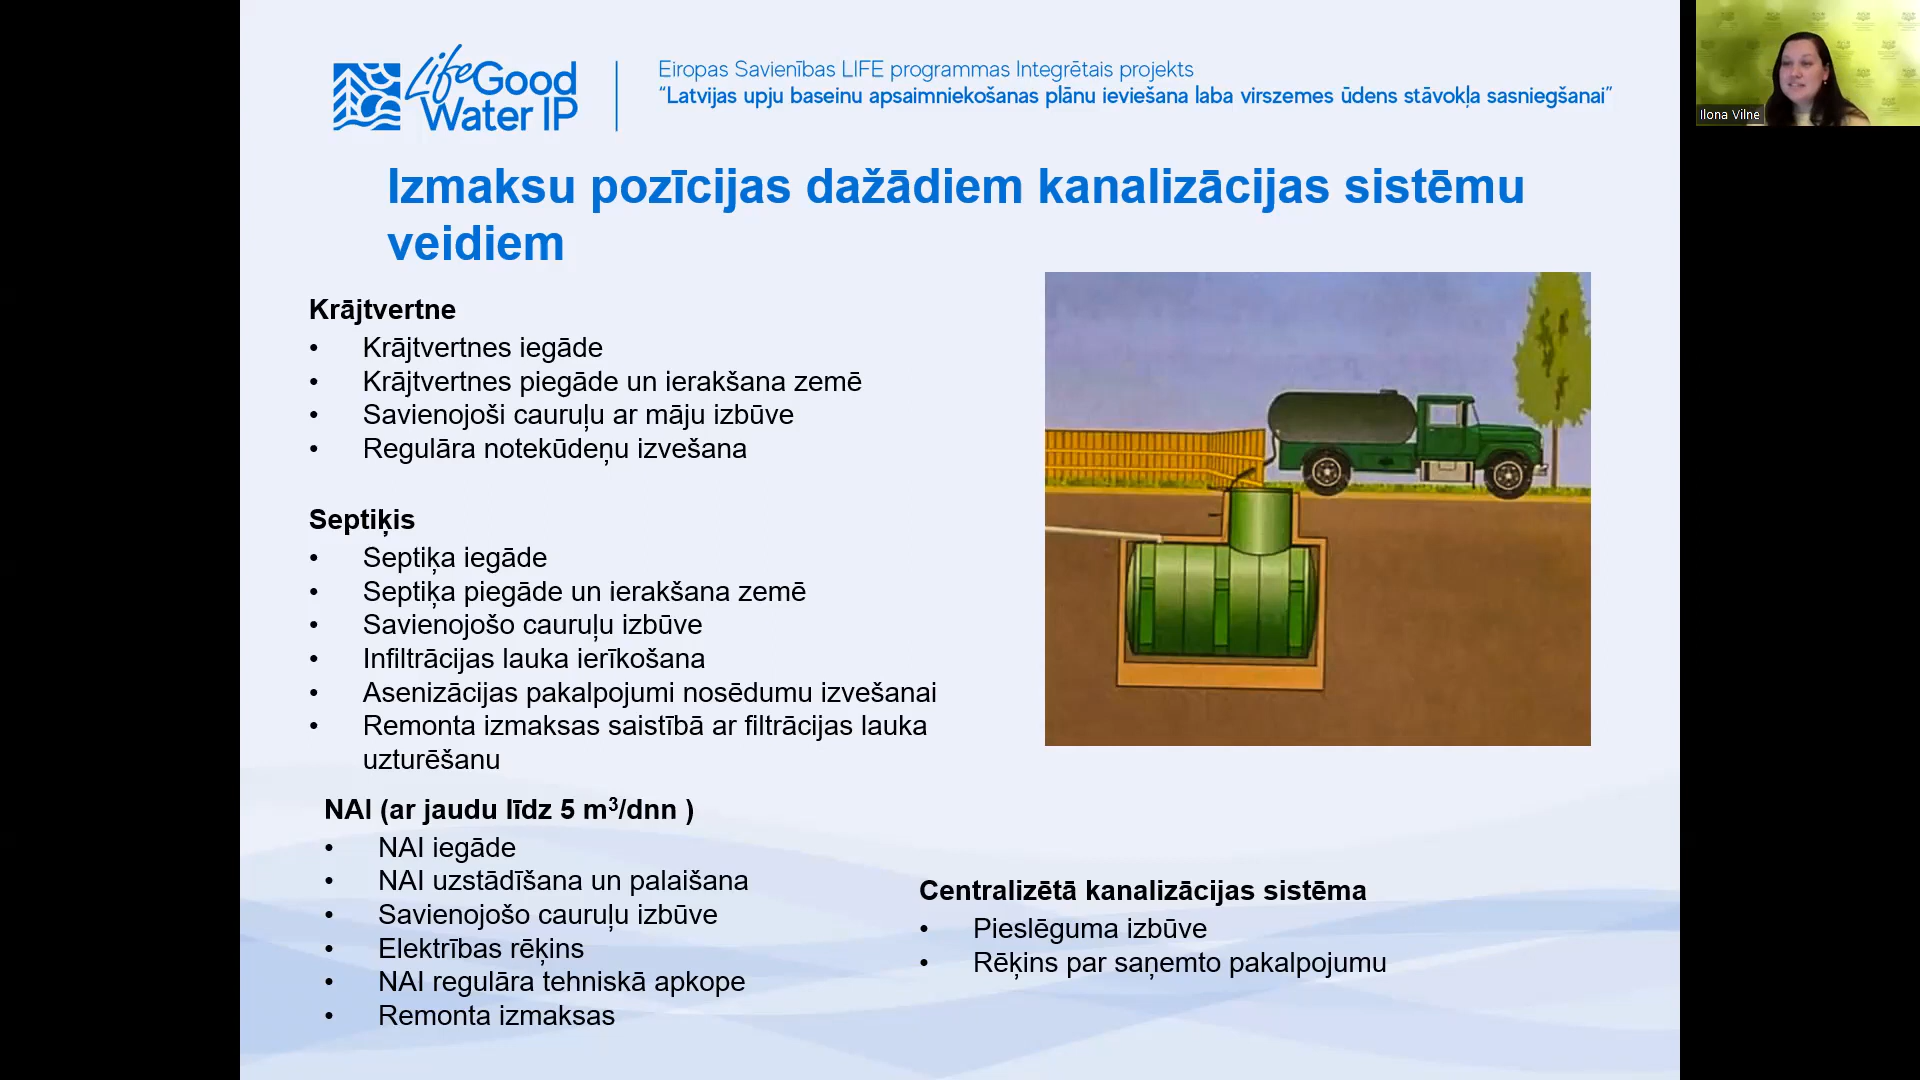 Life Good
Water IP
Eiropas Savienības LIFE programmas Integrētais projekts
“Latvijas upju baseinu apsaimniekošanas plānu ieviešana laba virszemes ūdens stāvokļa sasniegšanai”
Ilona Vilne
Izmaksu pozīcijas dažādiem kanalizācijas sistēmu
veidiem
Krājtvertne
• Krājtvertnes iegāde
• Krājtvertnes piegāde un ierakšana zemē
• Savienojoši cauruļu ar māju izbūve
• Regulāra notekūdeņu izvešana
Septiķis
• Septiķa iegāde
• Septiķa piegāde un ierakšana zemē
• Savienojošo cauruļu izbūve
• Infiltrācijas lauka ierīkošana
• Asenizācijas pakalpojumi nosēdumu izvešanai
• Remonta izmaksas saistībā ar filtrācijas lauka
uzturēšanu
NAI (ar jaudu līdz 5 m³/dnn )
• NAI iegāde
• NAI uzstādīšana un palaišana
• Savienojošo cauruļu izbūve
• Elektrības rēķins
• NAI regulāra tehniskā apkope
• Remonta izmaksas
Centralizētā kanalizācijas sistēma
• Pieslēguma izbūve
• Rēķins par saņemto pakalpojumu